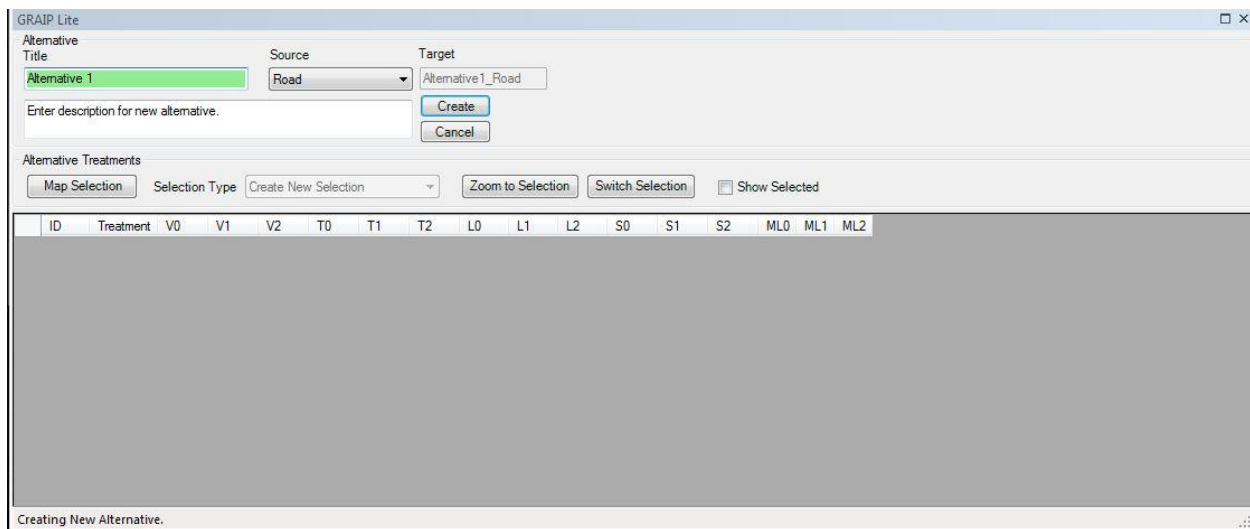 GRAIP Lite
Alternative
Title Source Target
Alternative 1 Road Alternative1_Road
Enter description for new alternative. Create
Cancel
Alternative Treatments
Map Selection Selection Type Create New Selection Zoom to Selection Switch Selection Show Selected
ID Treatment V0 V1 V2 T0 T1 T2 L0 L1 L2 S0 S1 S2 ML0 ML1 ML2
Creating New Alternative.